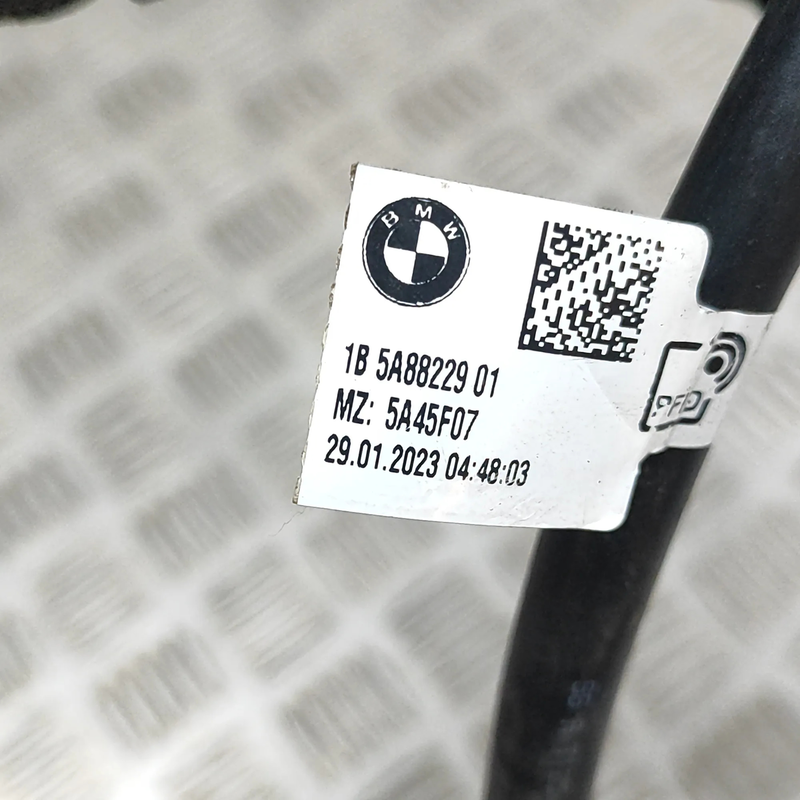 BMW
1B 5A88229 01
MZ: 5A45F07
29.01.2023 04:48:03
RFID